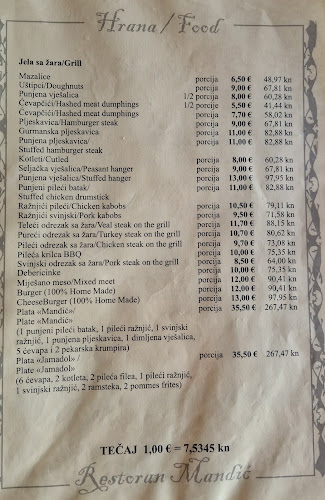 Hrana / Food
Jela sa žara/Grill
Mazalice porcija 6,50 € 48,97 kn
Uštipci/Doughnuts porcija 9,00 € 67,81 kn
Punjena vješalica 1/2 porcija 8,00 € 60,28 kn
Čevapčići/Hashed meat dumphings 1/2 porcija 5,50 € 41,44 kn
Čevapčići/Hashed meat dumphings porcija 7,70 € 58,02 kn
Pljeskavica/Hamburger steak porcija 9,00 € 67,81 kn
Gurmanska pljeskavica porcija 11,00 € 82,88 kn
Punjena pljeskavica/ porcija 11,00 € 82,88 kn
Stuffed hamburger steak
Kotleti/Cutled porcija 8,00 € 60,28 kn
Seljačka vješalica/Peasant hanger porcija 9,00 € 67,81 kn
Punjena vješalica/Stuffed hanger porcija 13,00 € 97,95 kn
Punjeni pileći batak/ porcija 11,00 € 82,88 kn
Stuffed chicken drumstick
Ražnjići pileći/Chicken kabobs porcija 10,50 € 79,11 kn
Ražnjići svinjski/Pork kabobs porcija 9,50 € 71,58 kn
Teleći odrezak sa žara/Veal steak on the grill porcija 11,70 € 88,15 kn
Pureći odrezak sa žara/Turkey steak on the grill porcija 10,70 € 80,62 kn
Pileći odrezak sa žara/Chicken steak on the grill porcija 9,70 € 73,08 kn
Pileća krilca BBQ porcija 10,00 € 75,35 kn
Svinjski odrezak sa žara/Pork steak on the grill porcija 8,50 € 64,00 kn
Debericinke porcija 10,00 € 75,35 kn
Miješano meso/Mixed meet porcija 12,00 € 90,41 kn
Burger (100% Home Made) porcija 12,00 € 90,41 kn
CheeseBurger (100% Home Made) porcija 13,00 € 97,95 kn
Plata «Mandić»/ porcija 35,50 € 267,47 kn
Plate «Mandić»
(1 punjeni pileći batak, 1 pileći ražnjić, 1 svinjski
ražnjić, 1 punjena pljeskavica, 1 dimljena vješalica,
5 ćevapa i 2 pekarska krumpira)
Plata «Jamadol» / porcija 35,50 € 267,47 kn
Plate «Jamadol»
(6 ćevapa, 2 kotleta, 2 pileća filea, 1 pileći ražnjić,
1 svinjski ražnjić, 2 ramsteka, 2 pommes frites)
TEČAJ 1,00 € = 7,5345 kn
Restoran Mandić